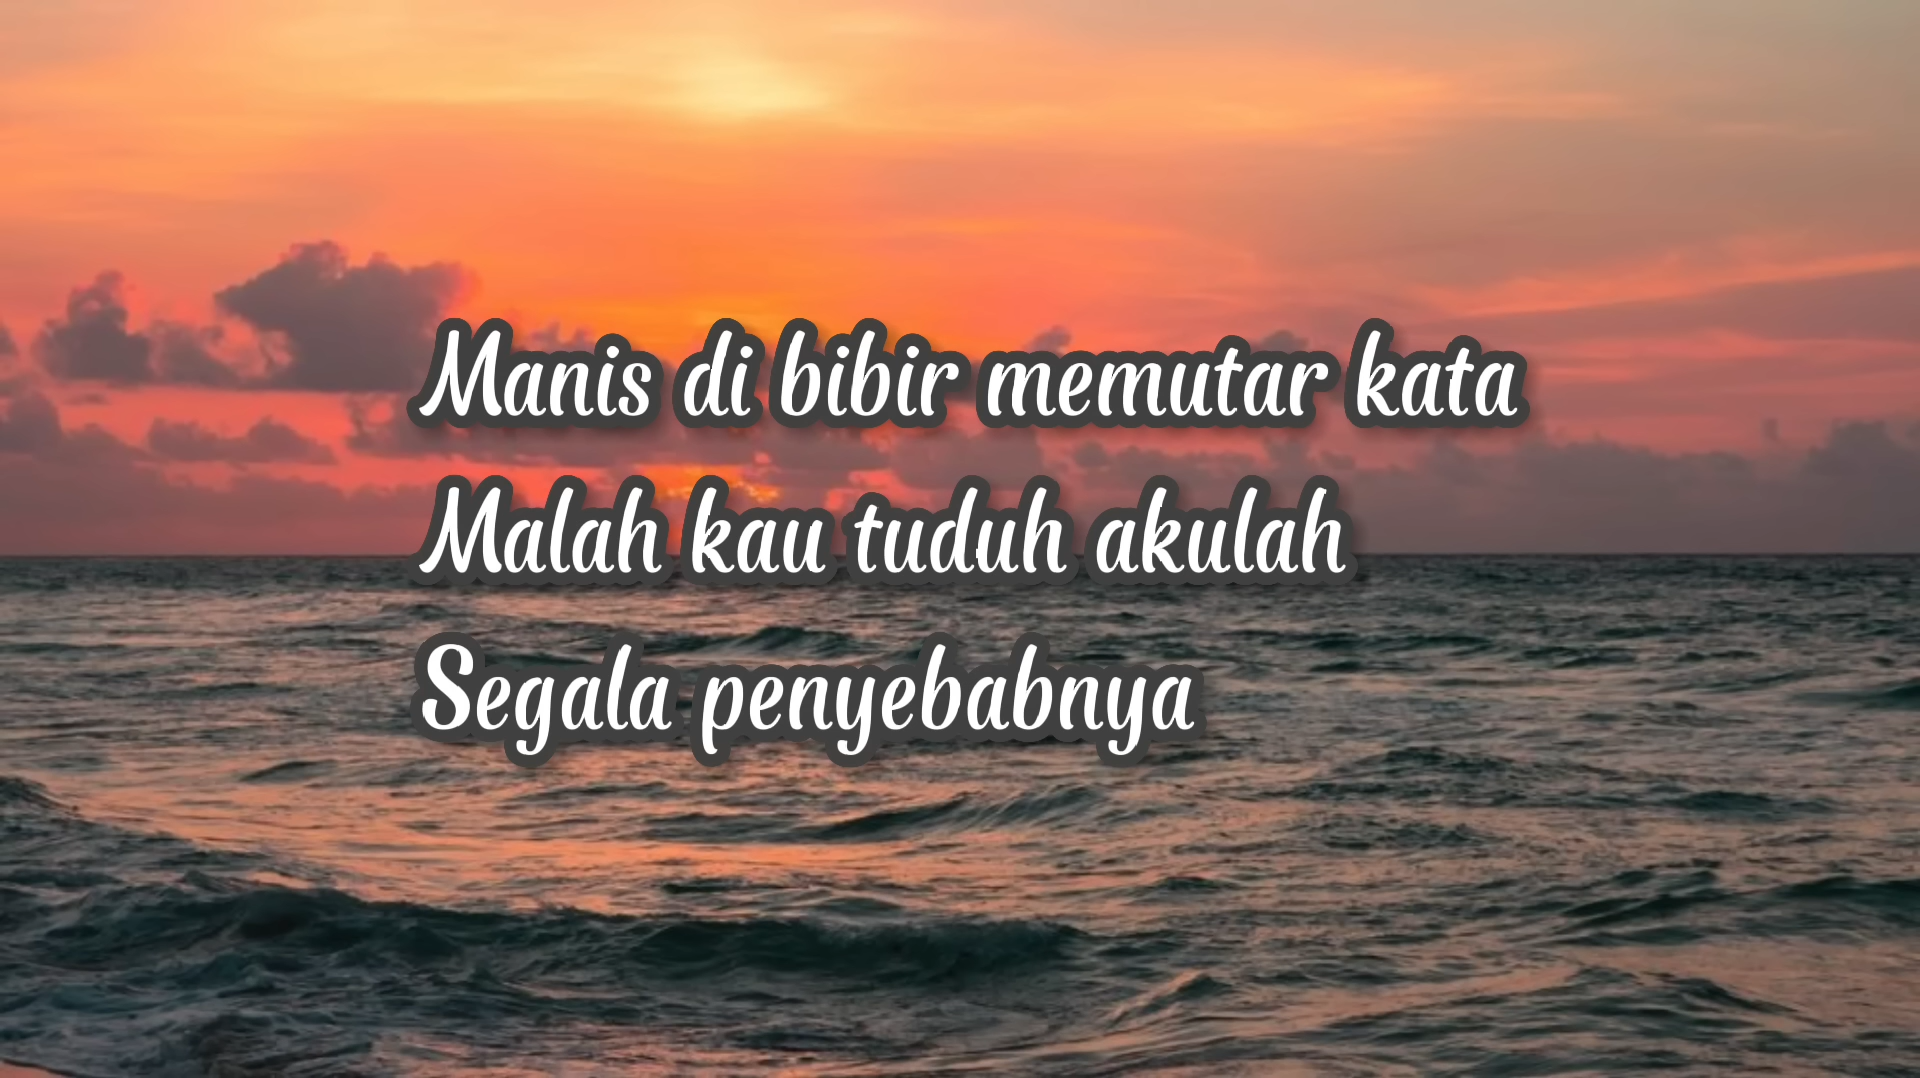 Manis di bibir memutar kata
Malah kau tuduh akulah
Segala penyebabnya